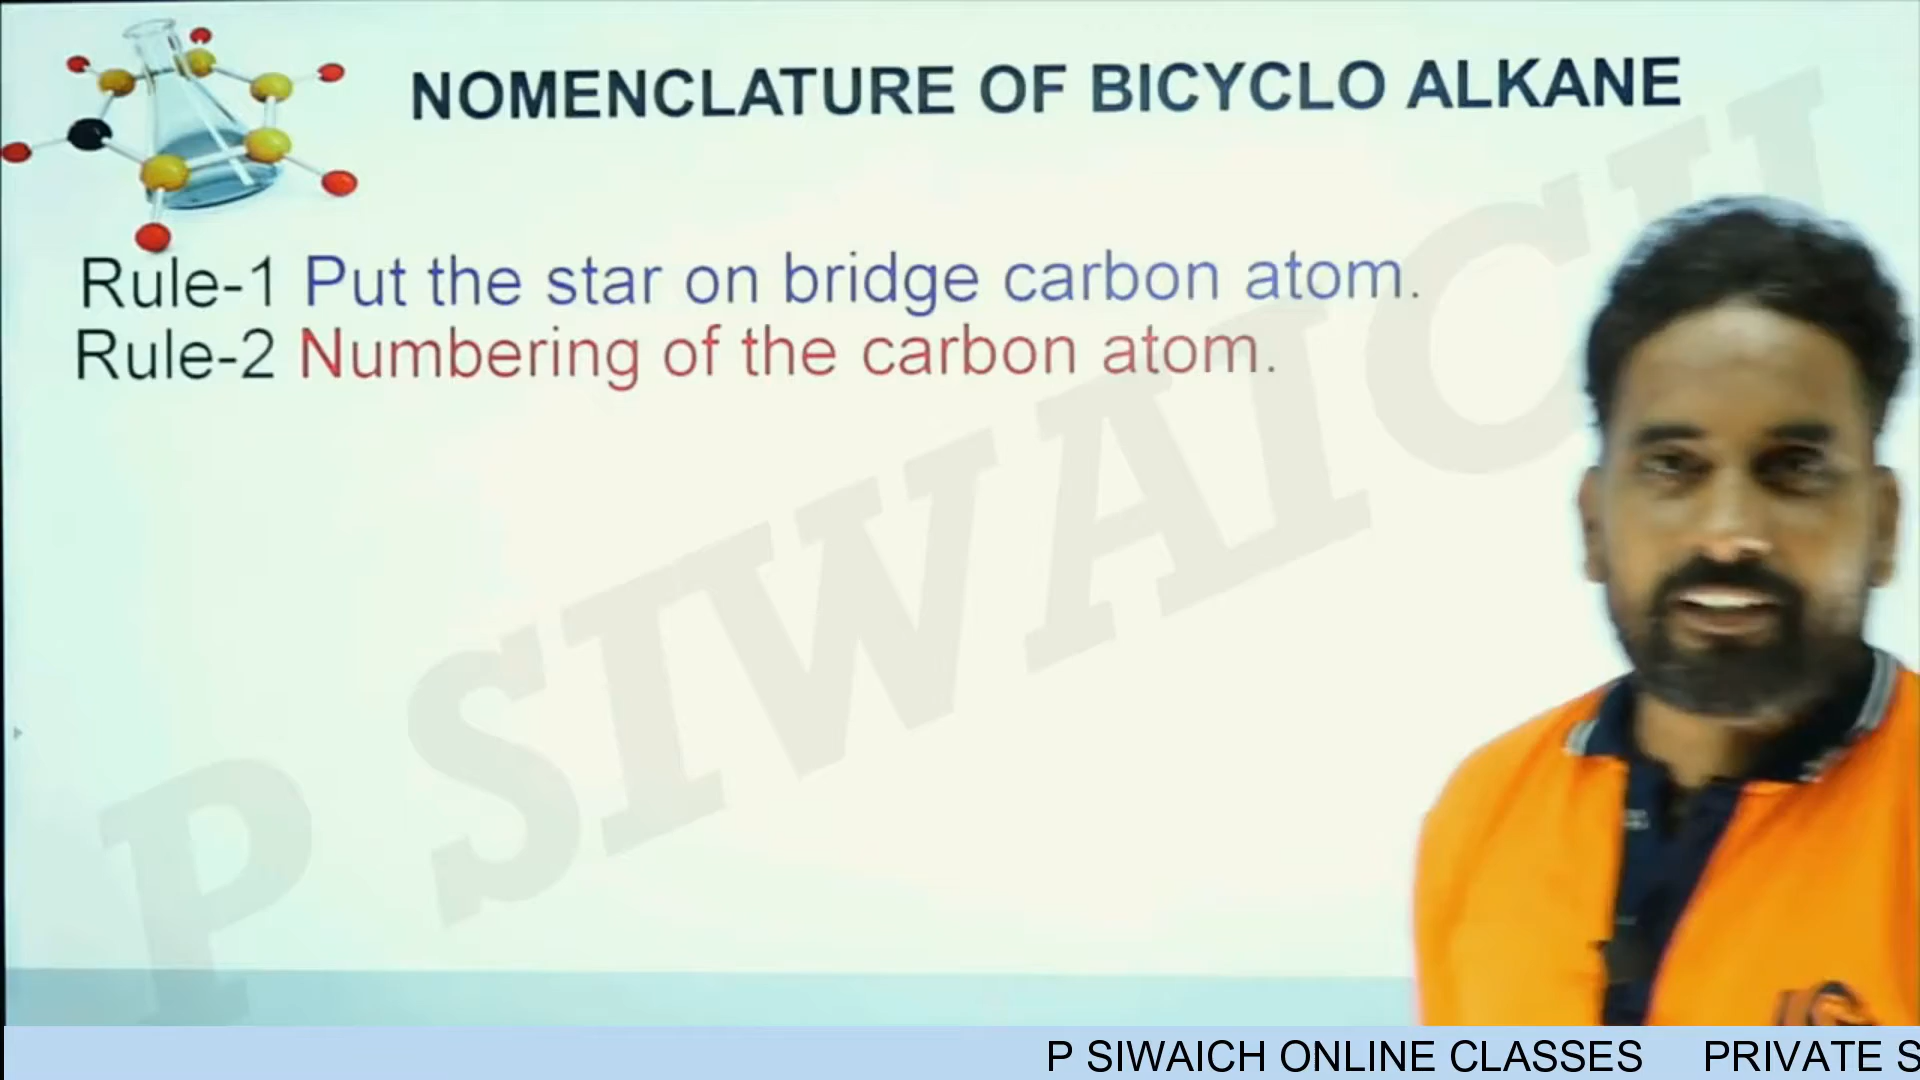 NOMENCLATURE OF BICYCLO ALKANE
Rule-1 Put the star on bridge carbon atom.
Rule-2 Numbering of the carbon atom.
P SIWAICH
P SIWAICH ONLINE CLASSES PRIVATE S